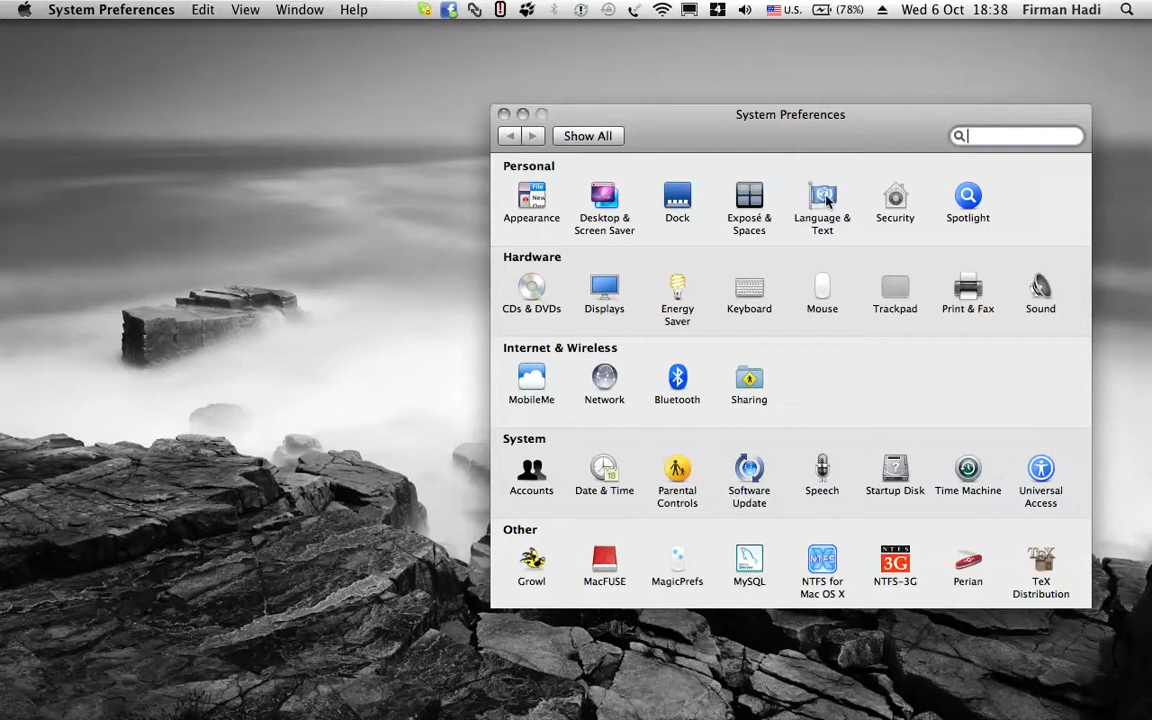 System Preferences Edit View Window Help 4 U.S. (78%) Wed 6 Oct 18:38 Firman Hadi
System Preferences
Show All
Personal
Appearance
Desktop & Screen Saver
Dock
Exposé & Spaces
Language & Text
Security
Spotlight
Hardware
CDs & DVDs
Displays
Energy Saver
Keyboard
Mouse
Trackpad
Print & Fax
Sound
Internet & Wireless
MobileMe
Network
Bluetooth
Sharing
System
Accounts
Date & Time
Parental Controls
Software Update
Speech
Startup Disk
Time Machine
Universal Access
Other
Growl
MacFUSE
MagicPrefs
MySQL
NTFS for Mac OS X
NTFS-3G
Perian
TeX Distribution